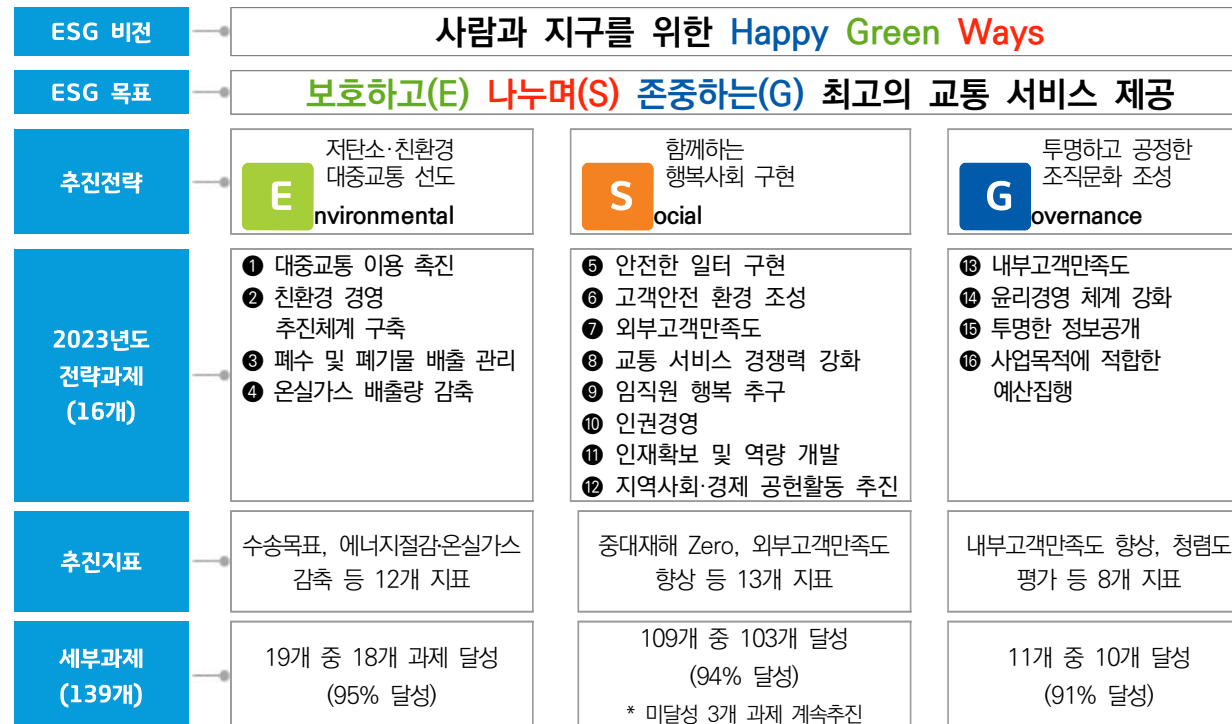 ESG 비전
사람과 지구를 위한 Happy Green Ways
ESG 목표
보호하고(E) 나누며(S) 존중하는(G) 최고의 교통 서비스 제공
추진전략
저탄소·친환경
대중교통 선도
Environmental
함께하는
행복사회 구현
Social
투명하고 공정한
조직문화 조성
Governance
2023년도
전략과제
(16개)
❶ 대중교통 이용 촉진
❷ 친환경 경영
추진체계 구축
❸ 폐수 및 폐기물 배출 관리
❹ 온실가스 배출량 감축
❺ 안전한 일터 구현
❻ 고객안전 환경 조성
❼ 외부고객만족도
❽ 교통 서비스 경쟁력 강화
❾ 임직원 행복 추구
❿ 인권경영
⓫ 인재확보 및 역량 개발
⓬ 지역사회·경제 공헌활동 추진
⓭ 내부고객만족도
⓮ 윤리경영 체계 강화
⓯ 투명한 정보공개
⓰ 사업목적에 적합한
예산집행
추진지표
수송목표, 에너지절감·온실가스
감축 등 12개 지표
중대재해 Zero, 외부고객만족도
향상 등 13개 지표
내부고객만족도 향상, 청렴도
평가 등 8개 지표
세부과제
(139개)
19개 중 18개 과제 달성
(95% 달성)
109개 중 103개 달성
(94% 달성)
* 미달성 3개 과제 계속추진
11개 중 10개 달성
(91% 달성)